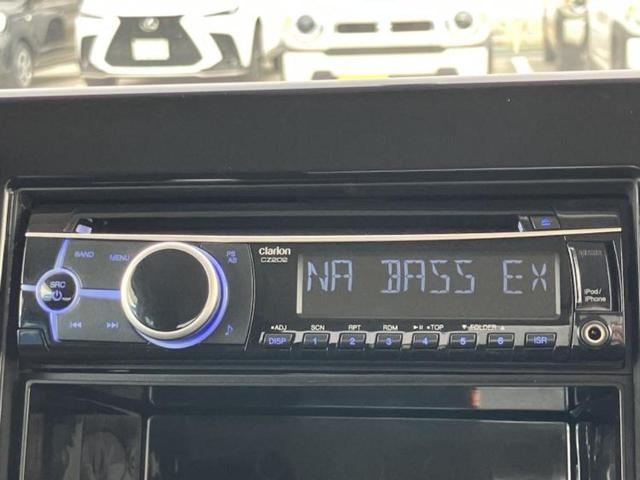 clarion
CZ202
BAND
MENU
PS
AS
SRC
NA BASS EX
iPod/
iPhone
•ADJ
SCN
RPT
RDM
•TOP
FOLDER
DISP
1
2
3
4
5
6
ISR